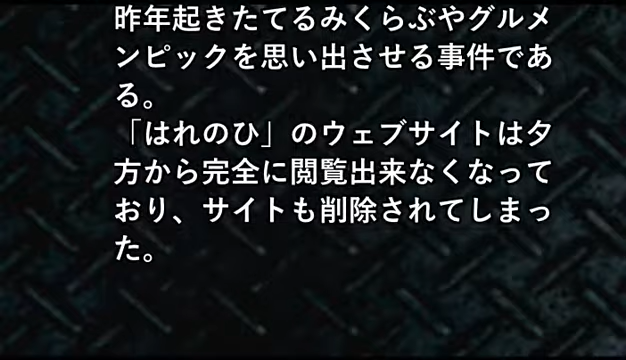 昨年起きたてるみくらぶやグルメ
ンピックを思い出させる事件であ
る。
「はれのひ」のウェブサイトは夕
方から完全に閲覧出来なくなって
おり、サイトも削除されてしまっ
た。